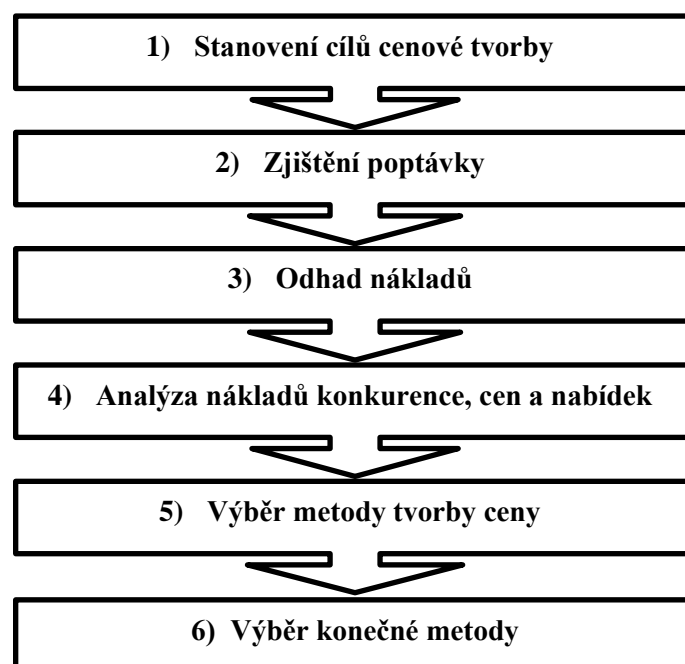 1) Stanovení cílů cenové tvorby
2) Zjištění poptávky
3) Odhad nákladů
4) Analýza nákladů konkurence, cen a nabídek
5) Výběr metody tvorby ceny
6) Výběr konečné metody